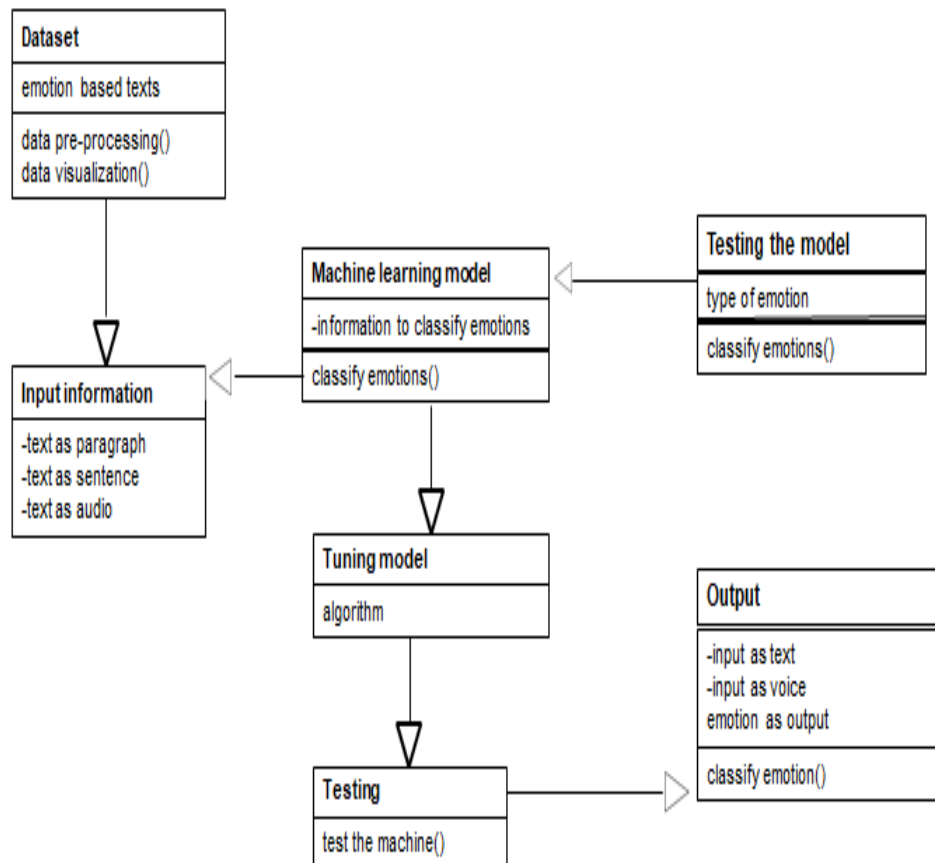 Dataset
emotion based texts
data pre-processing()
data visualization()
Machine learning model
-information to classify emotions
classify emotions()
Testing the model
type of emotion
classify emotions()
Input information
-text as paragraph
-text as sentence
-text as audio
Tuning model
algorithm
Output
-input as text
-input as voice
emotion as output
classify emotion()
Testing
test the machine()